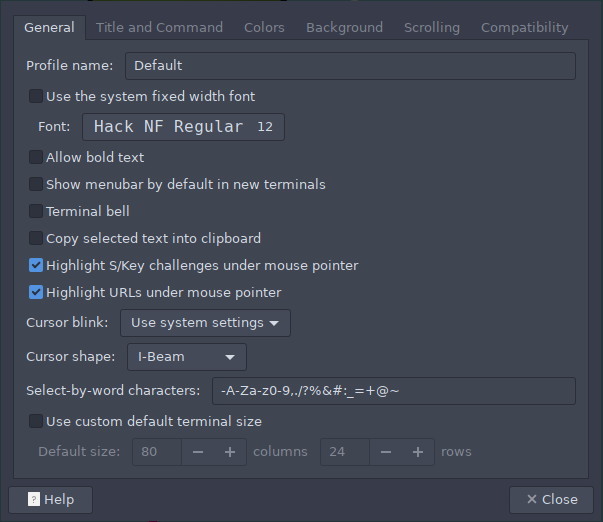 General Title and Command Colors Background Scrolling Compatibility
Profile name: Default
Use the system fixed width font
Font: Hack NF Regular 12
Allow bold text
Show menubar by default in new terminals
Terminal bell
Copy selected text into clipboard
Highlight S/Key challenges under mouse pointer
Highlight URLs under mouse pointer
Cursor blink: Use system settings
Cursor shape: I-Beam
Select-by-word characters: -A-Za-z0-9,./?%&#:_=+@~
Use custom default terminal size
Default size: 80 − + columns 24 − + rows
? Help × Close